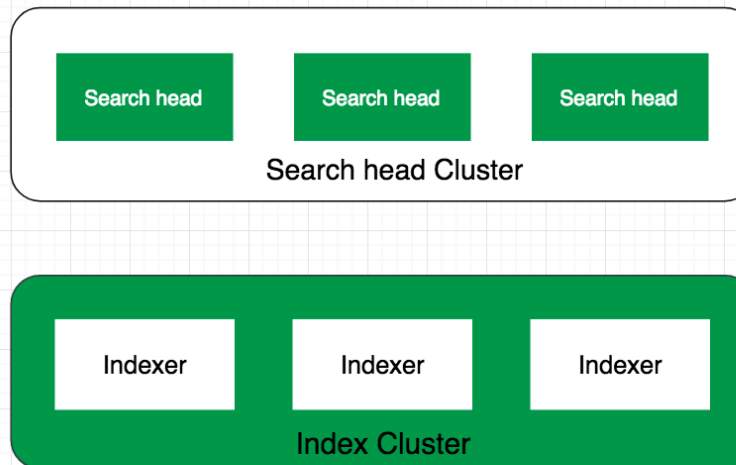 Search head Search head Search head
Search head Cluster
Indexer Indexer Indexer
Index Cluster